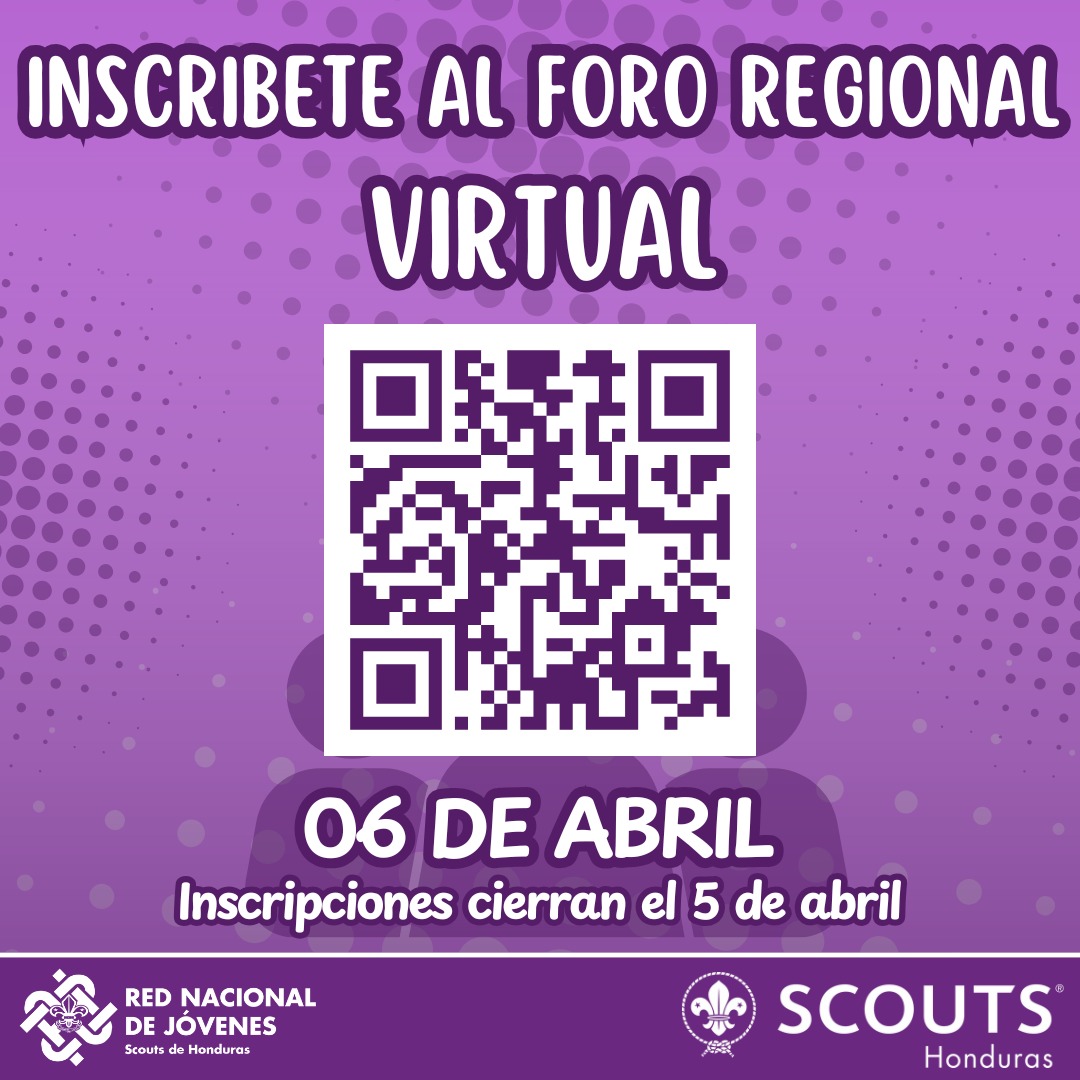 INSCRIBETE AL FORO REGIONAL
VIRTUAL
06 DE ABRIL
Inscripciones cierran el 5 de abril
RED NACIONAL
DE JÓVENES
Scouts de Honduras
SCOUTS®
Honduras